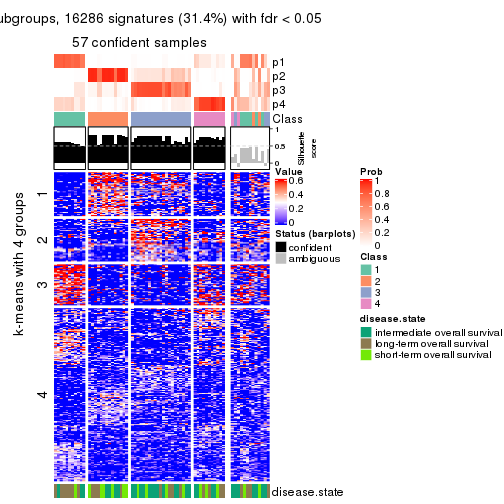 ubgroups, 16286 signatures (31.4%) with fdr < 0.05
57 confident samples
p1
p2
p3
p4
Class
1
0.5
0
Silhouette
score
k-means with 4 groups
1
2
3
4
disease.state
Value
0.6
0.4
0.2
0
Status (barplots)
confident
ambiguous
Prob
1
0.8
0.6
0.4
0.2
0
Class
1
2
3
4
disease.state
intermediate overall survival
long-term overall survival
short-term overall survival